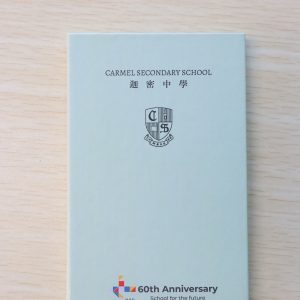 CARMEL SECONDARY SCHOOL
迦密中學
C S
60th Anniversary
School for the future